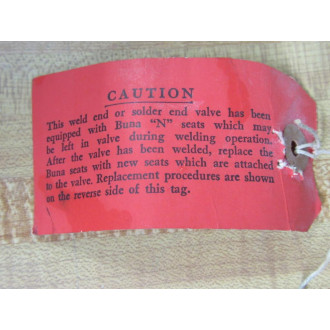 CAUTION
This weld end or solder end valve has been
equipped with Buna "N" seats which may
be left in valve during welding operation.
After the valve has been welded, replace the
Buna seats with new seats which are attached
to the valve. Replacement procedures are shown
on the reverse side of this tag.